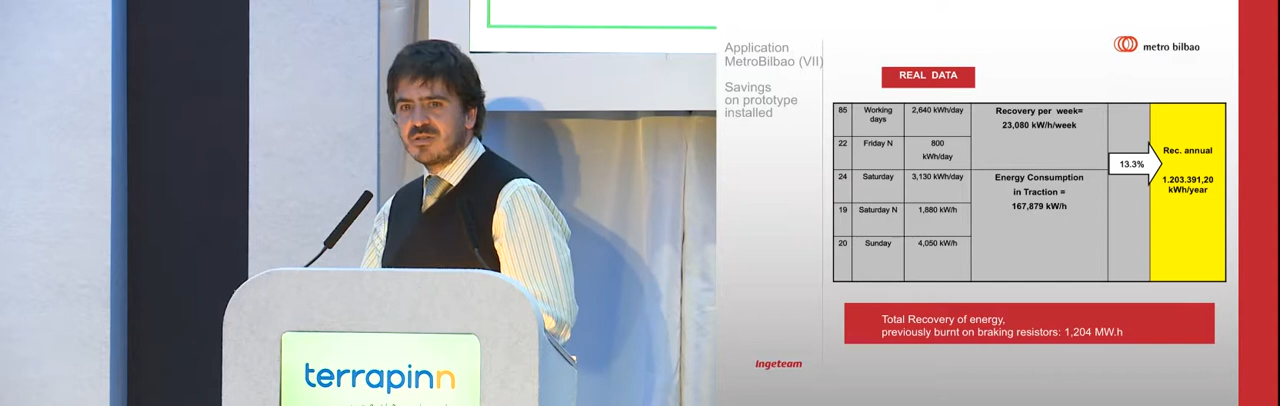 terrapinn
Application
MetroBilbao (VII)
Savings
on prototype
installed
metro bilbao
REAL DATA
85 Working days 2,640 kWh/day
22 Friday N 800 kWh/day
24 Saturday 3,130 kWh/day
19 Saturday N 1,880 kW/h
20 Sunday 4,050 kW/h
Recovery per week=
23,080 kW/h/week
Energy Consumption
in Traction =
167,879 kW/h
13.3%
Rec. annual
1.203.391,20
kWh/year
Total Recovery of energy,
previously burnt on braking resistors: 1,204 MW.h
Ingeteam